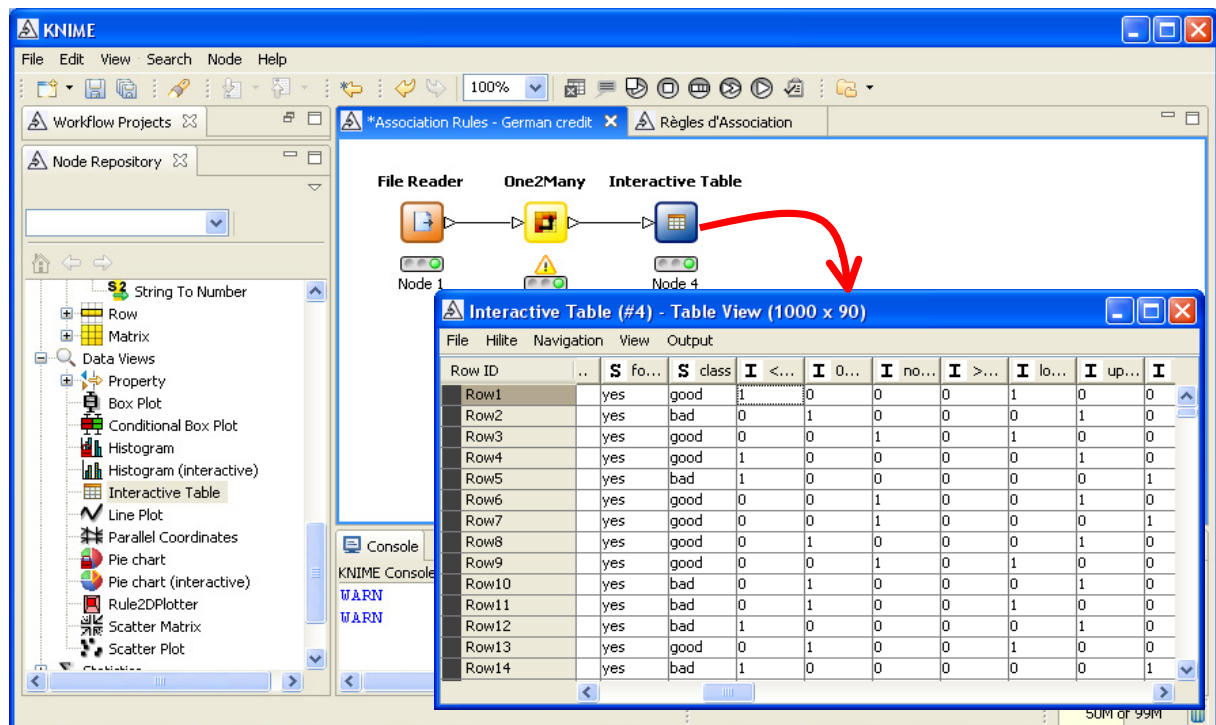 KNIME
File Edit View Search Node Help
100%
Workflow Projects
*Association Rules - German credit
Règles d'Association
Node Repository
File Reader One2Many Interactive Table
Node 1 Node 4
S2 String To Number
Row
Matrix
Data Views
Property
Box Plot
Conditional Box Plot
Histogram
Histogram (interactive)
Interactive Table
Line Plot
Parallel Coordinates
Pie chart
Pie chart (interactive)
Rule2DPlotter
Scatter Matrix
Scatter Plot
Console
KNIME Console
WARN
WARN
Interactive Table (#4) - Table View (1000 x 90)
File Hilite Navigation View Output
Row ID .. S fo... S class I <... I 0... I no... I >... I lo... I up... I
Row1 yes good 1 0 0 0 1 0 0
Row2 yes bad 0 1 0 0 0 1 0
Row3 yes good 0 0 1 0 1 0 0
Row4 yes good 1 0 0 0 0 1 0
Row5 yes bad 1 0 0 0 0 0 1
Row6 yes good 0 0 1 0 0 1 0
Row7 yes good 0 0 1 0 0 0 1
Row8 yes good 0 1 0 0 0 1 0
Row9 yes good 0 0 1 0 1 0 0
Row10 yes bad 0 1 0 0 0 1 0
Row11 yes bad 0 1 0 0 1 0 0
Row12 yes bad 1 0 0 0 0 1 0
Row13 yes good 0 1 0 0 1 0 0
Row14 yes bad 1 0 0 0 0 0 1
50M of 99M